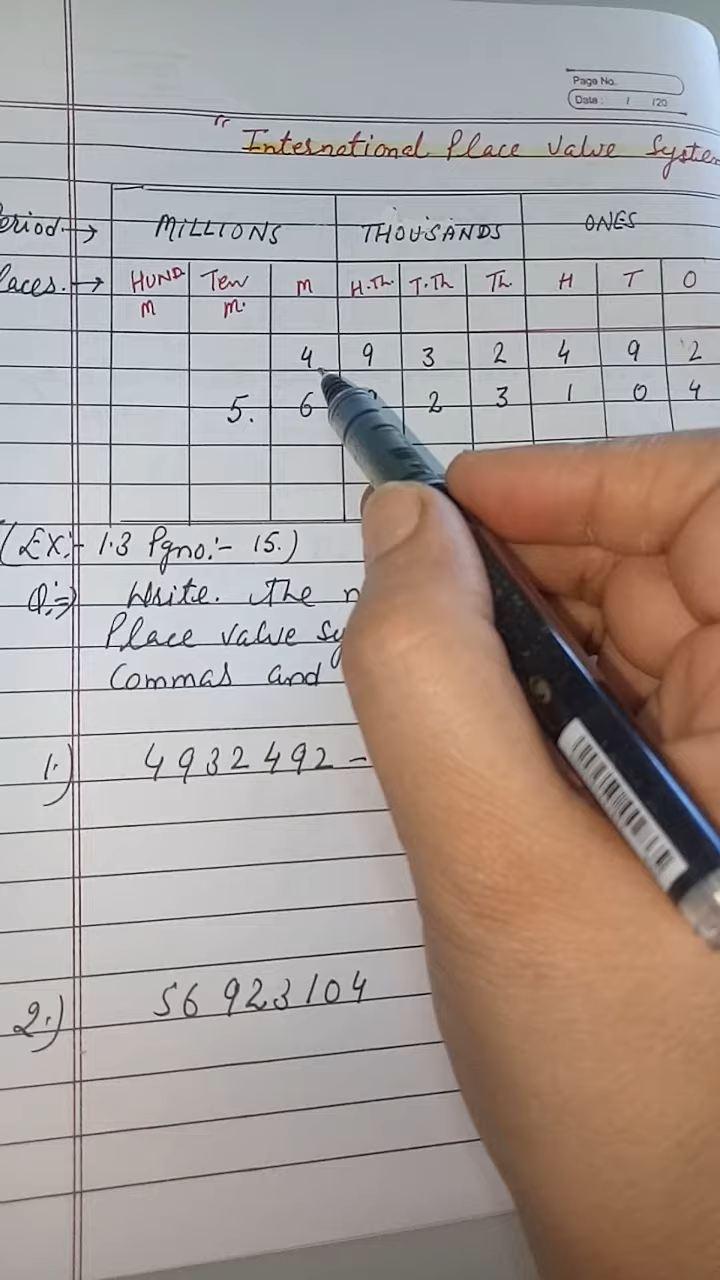 Page No.
Date : / /20
" International Place Value System
Period. →
MILLIONS THOUSANDS ONES
Places. → HUND M Ten M. M H.Th. T.Th Th. H T O
4 9 3 2 4 9 2
5. 6 2 3 1 0 4
(EX:- 1.3 Pgno:- 15.)
Q:⇒ Write. The
Place value
Commas and
1.) 4932492 -
2.) 56 923104